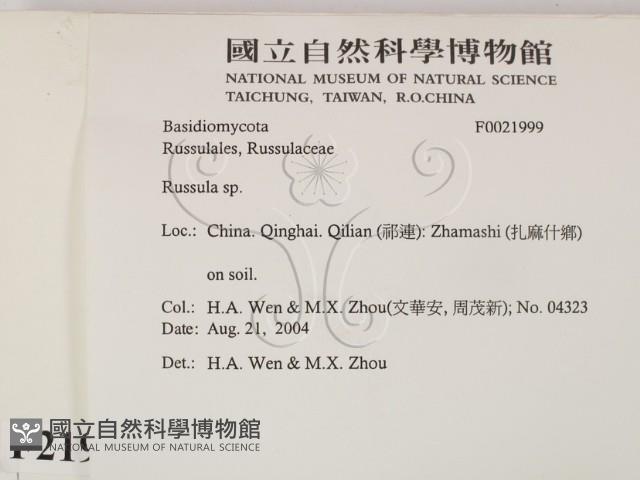 國立自然科學博物館
NATIONAL MUSEUM OF NATURAL SCIENCE
TAICHUNG, TAIWAN, R.O.CHINA
Basidiomycota F0021999
Russulales, Russulaceae
Russula sp.
Loc.: China. Qinghai. Qilian (祁連): Zhamashi (扎麻什鄉)
on soil.
Col.: H.A. Wen & M.X. Zhou(文華安, 周茂新); No. 04323
Date: Aug. 21, 2004
Det.: H.A. Wen & M.X. Zhou
國立自然科學博物館
NATIONAL MUSEUM OF NATURAL SCIENCE